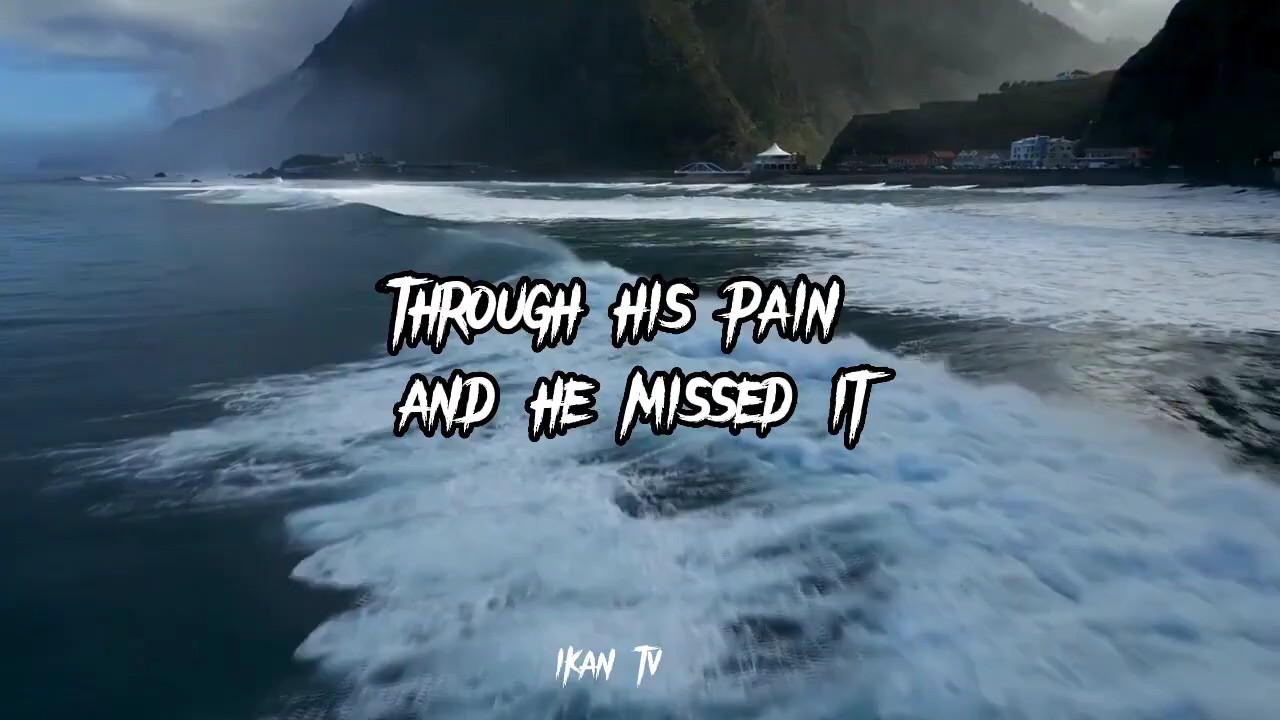 THROUGH HIS PAIN
AND HE MISSED IT
IKAN TV